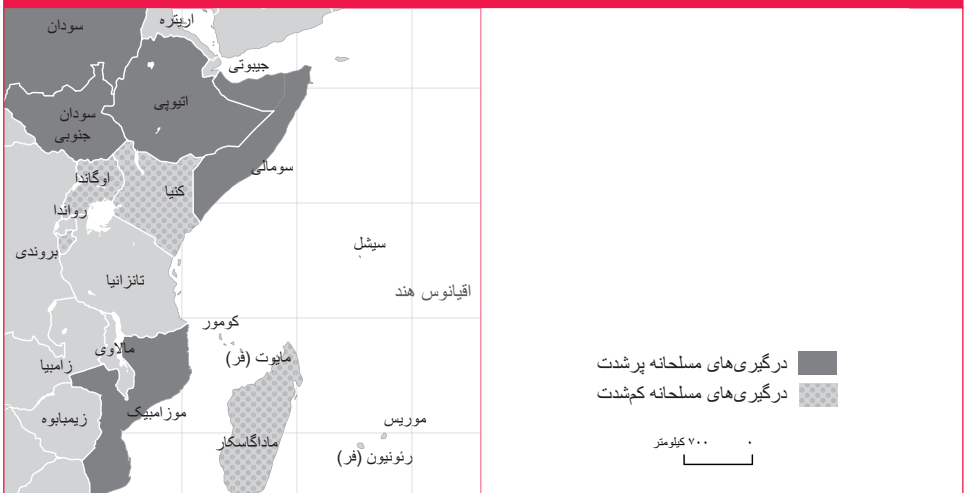 اریتره
سودان
جیبوتی
اتیوپی
سودان
جنوبی
سومالی
اوگاندا
کنیا
رواندا
سیشل
بروندی
تانزانیا
اقیانوس هند
کومور
مالاوی
مایوت (فر)
زامبیا
موزامبیک
زیمبابوه
موریس
ماداگاسکار
رئونیون (فر)
درگیری‌های مسلحانه پرشدت
درگیری‌های مسلحانه کم‌شدت
۰ ۷۰۰ کیلومتر